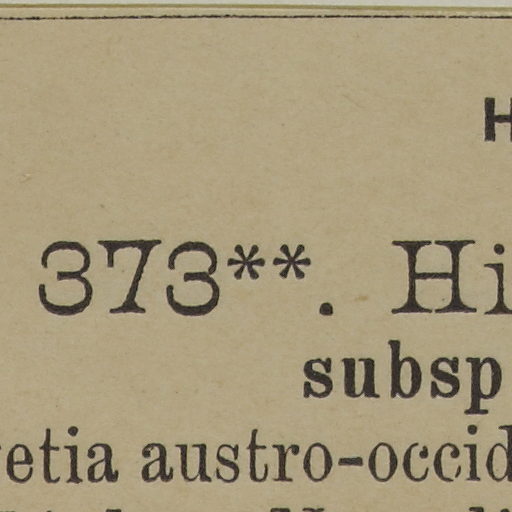 H
373**. Hi
subsp
etia austro-occid